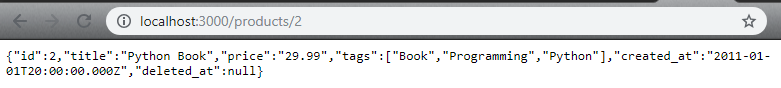 localhost:3000/products/2
{"id":2,"title":"Python Book","price":"29.99","tags":["Book","Programming","Python"],"created_at":"2011-01-
01T20:00:00.000Z","deleted_at":null}